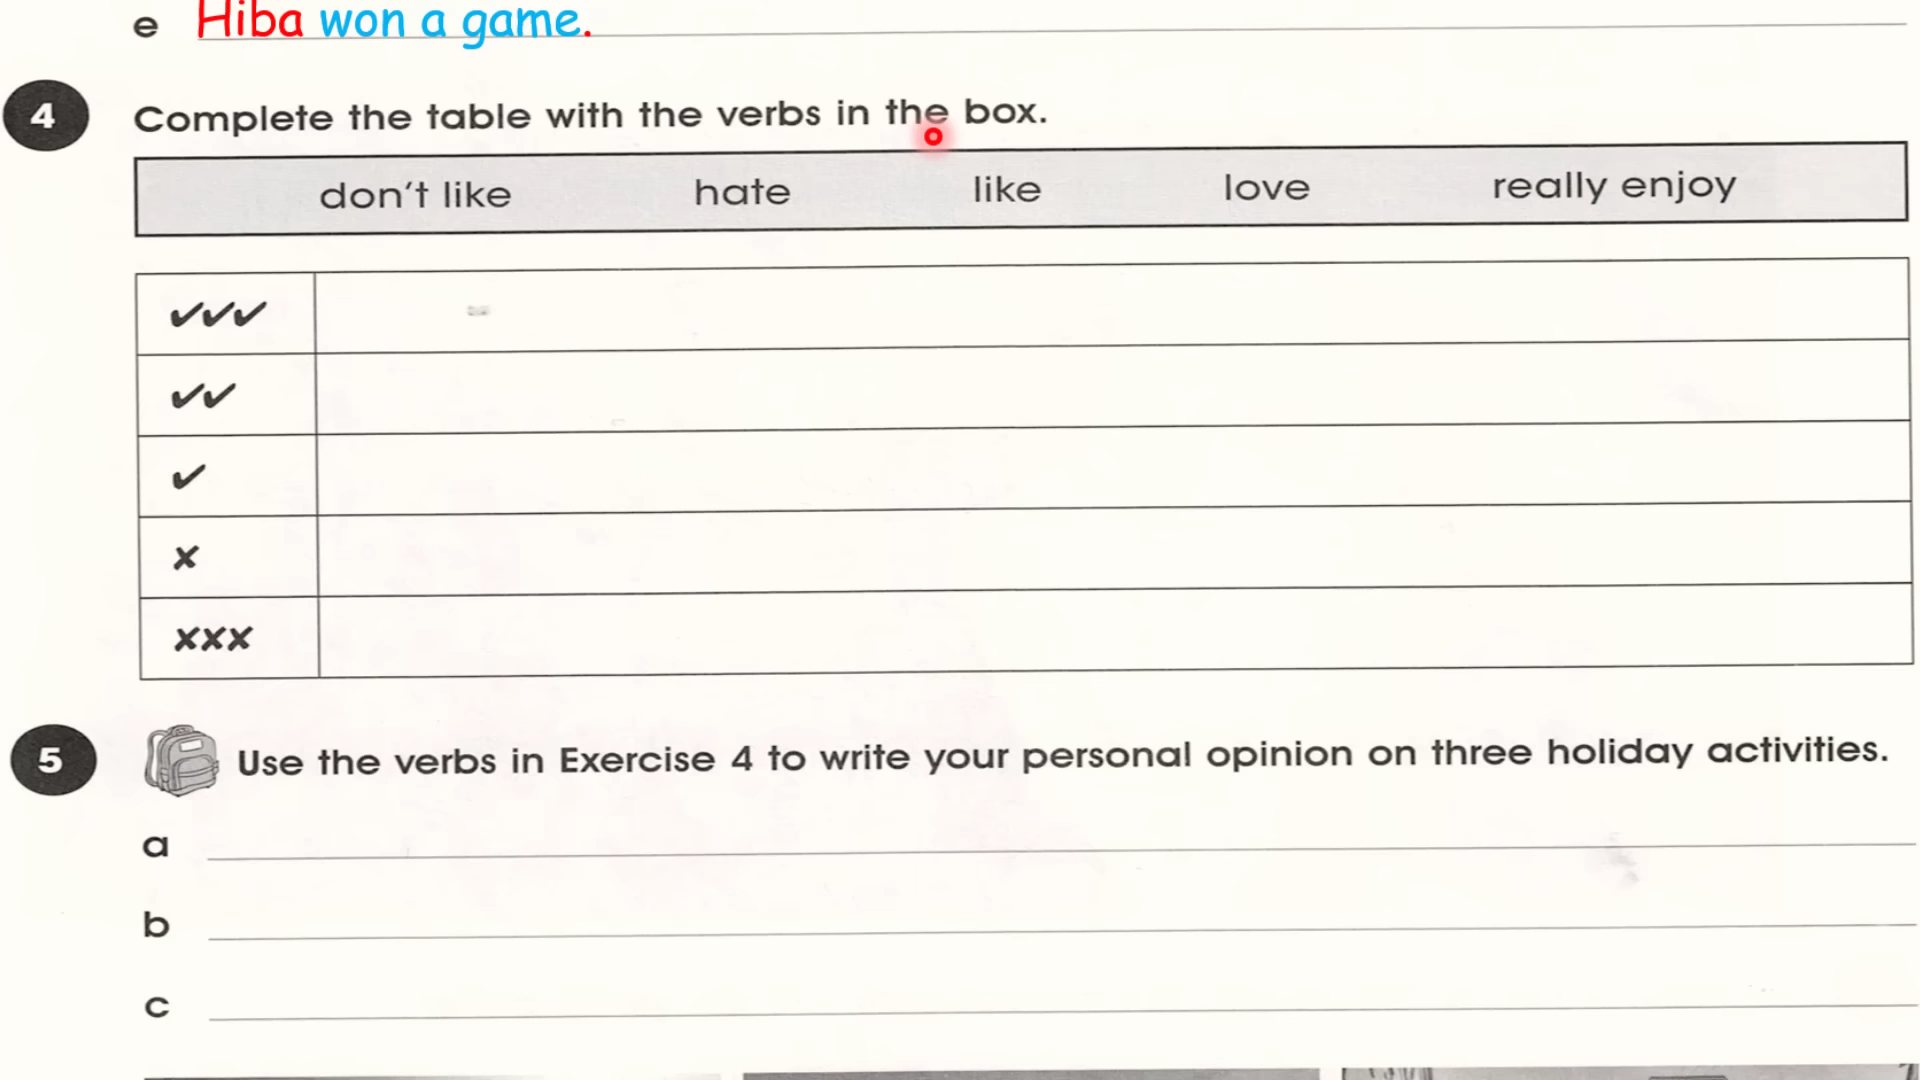 e Hiba won a game.
4 Complete the table with the verbs in the box.
don't like hate like love really enjoy
✔✔✔
✔✔
✔
✘
✘✘✘
5 Use the verbs in Exercise 4 to write your personal opinion on three holiday activities.
a
b
c